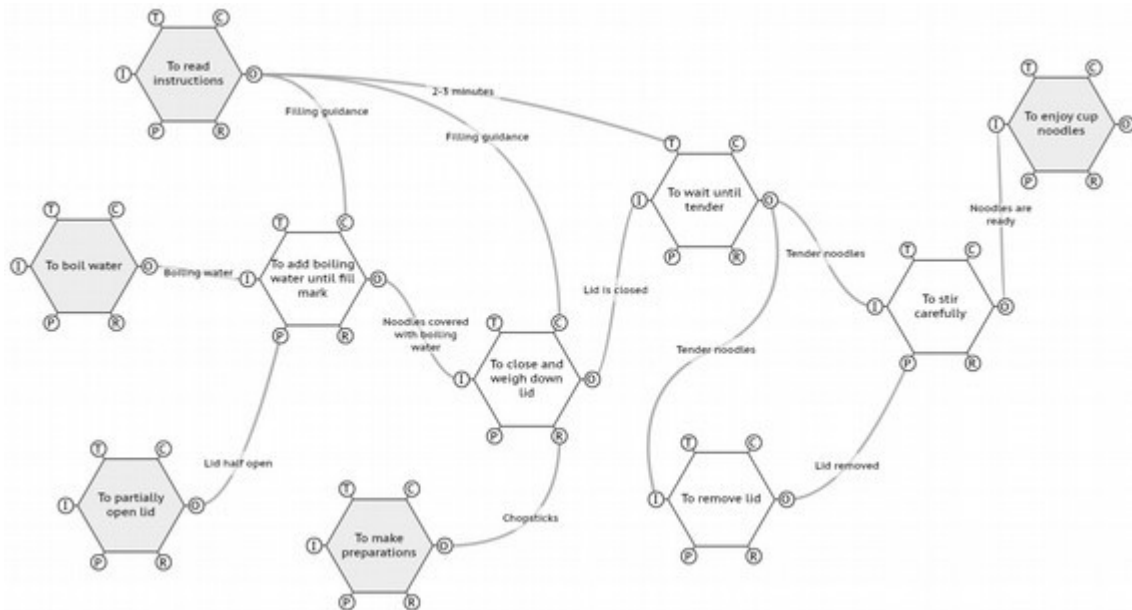 T
C
To read
instructions
I
O
P
R
Filling guidance
2-3 minutes
Filling guidance
T
C
To boil water
I
O
P
R
Boiling water
T
C
To add boiling
water until fill
mark
I
O
P
R
Noodles covered
with boiling
water
T
C
To partially
open lid
I
O
P
R
Lid half open
T
C
To make
preparations
I
O
P
R
Chopsticks
T
C
To close and
weigh down
lid
I
O
P
R
Lid is closed
T
C
To wait until
tender
I
O
P
R
Tender noodles
Tender noodles
T
C
To remove lid
I
O
P
R
Lid removed
T
C
To stir
carefully
I
O
P
R
Noodles are
ready
T
C
To enjoy cup
noodles
I
O
P
R